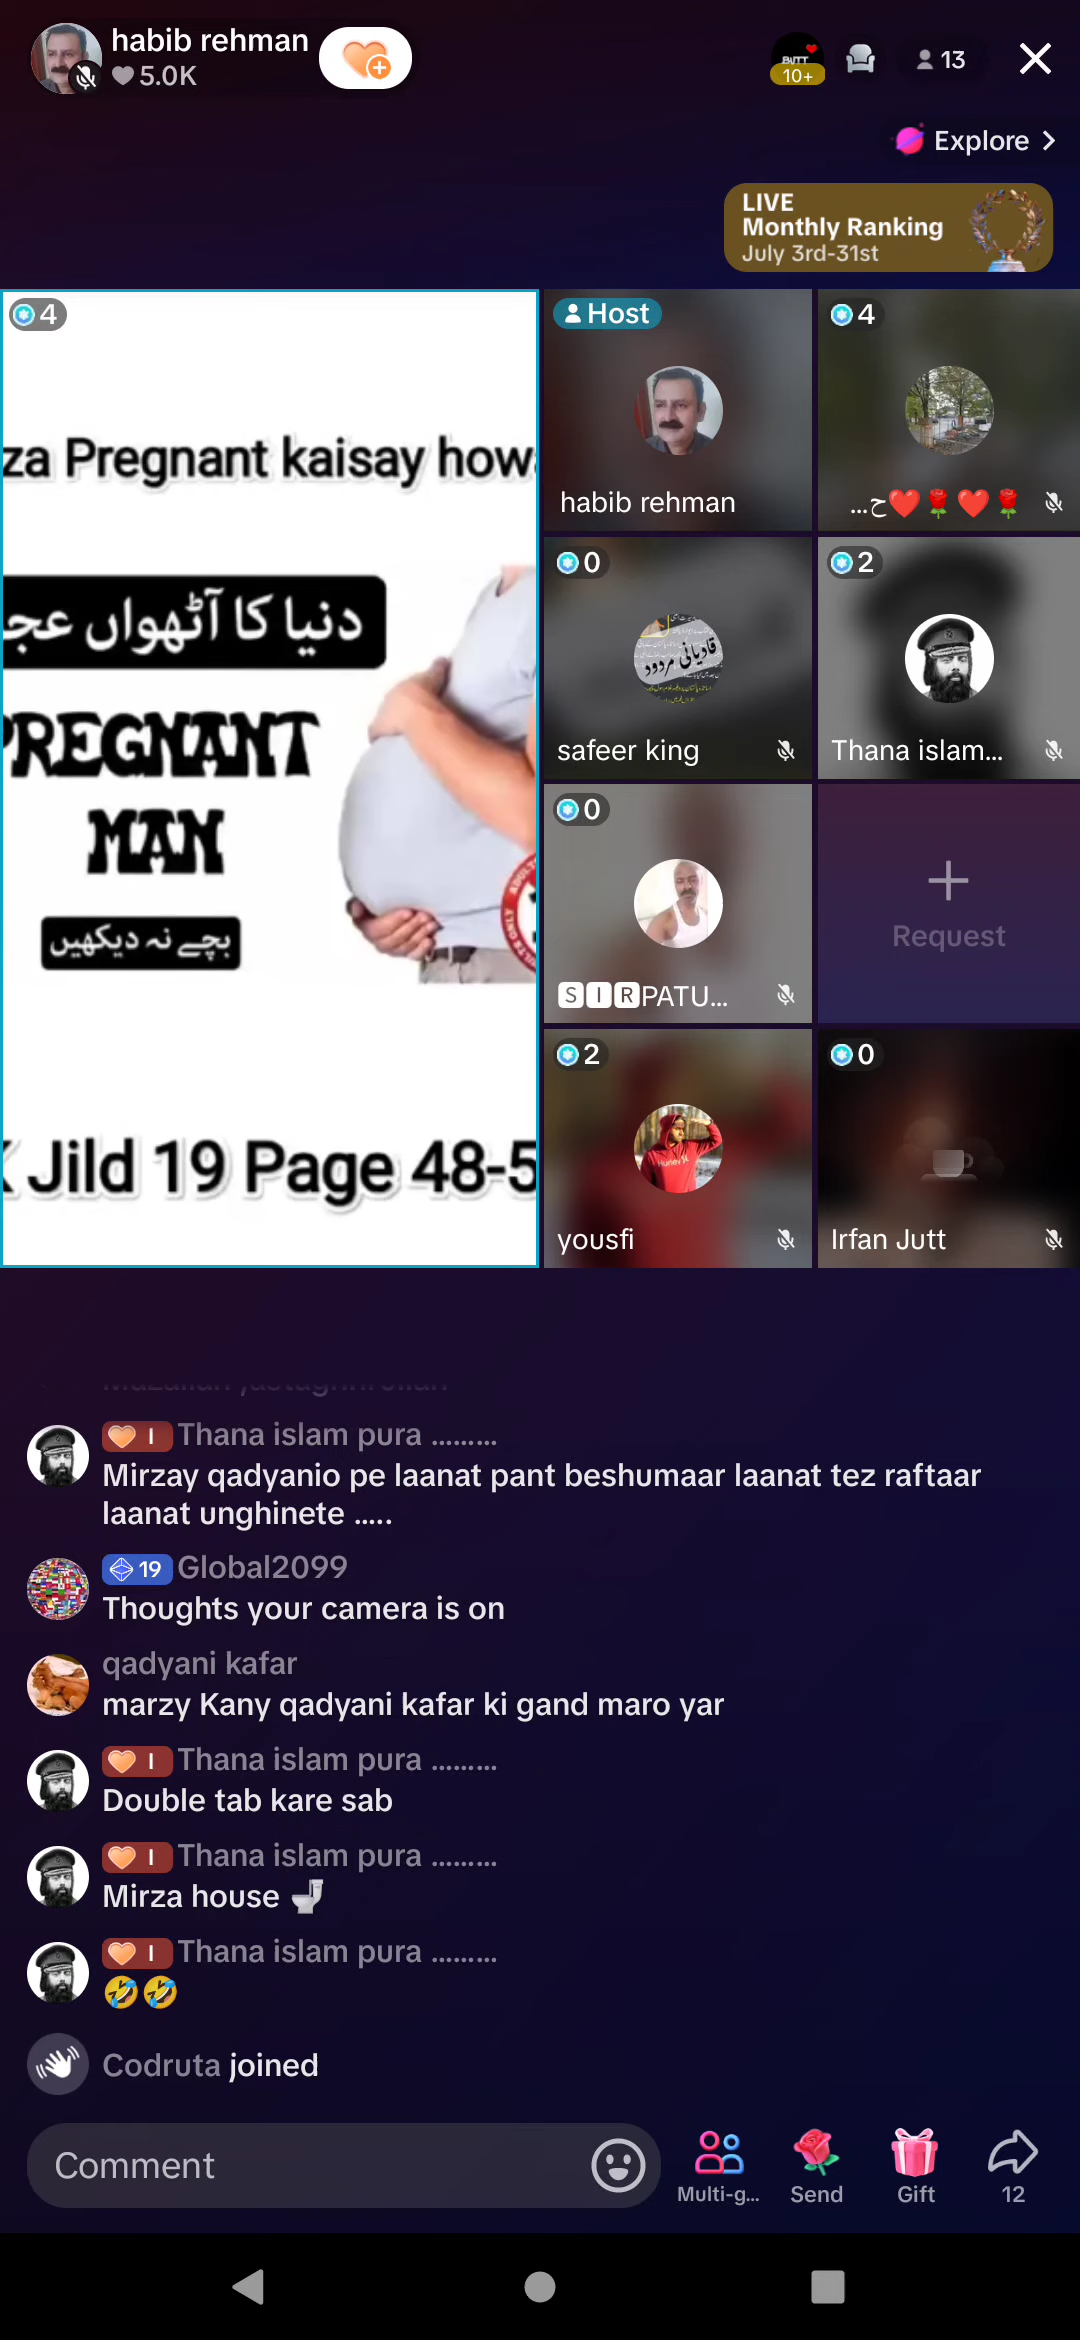 habib rehman
5.0K
BUTT
10+
13
Explore
LIVE
Monthly Ranking
July 3rd-31st
4
za Pregnant kaisay how
دنیا کا آٹھواں عج
PREGNANT
MAN
بچے نہ دیکھیں
Jild 19 Page 48-5
Host
habib rehman
4
...ح❤️🌹❤️🌹
0
قادیانی مردود
safeer king
2
Thana islam...
0
SIRPATU...
Request
2
yousfi
0
Irfan Jutt
I Thana islam pura .........
Mirzay qadyanio pe laanat pant beshumaar laanat tez raftaar
laanat unghinete .....
19 Global2099
Thoughts your camera is on
qadyani kafar
marzy Kany qadyani kafar ki gand maro yar
I Thana islam pura .........
Double tab kare sab
I Thana islam pura .........
Mirza house 🚽
I Thana islam pura .........
🤣🤣
Codruta joined
Comment
Multi-g...
Send
Gift
12